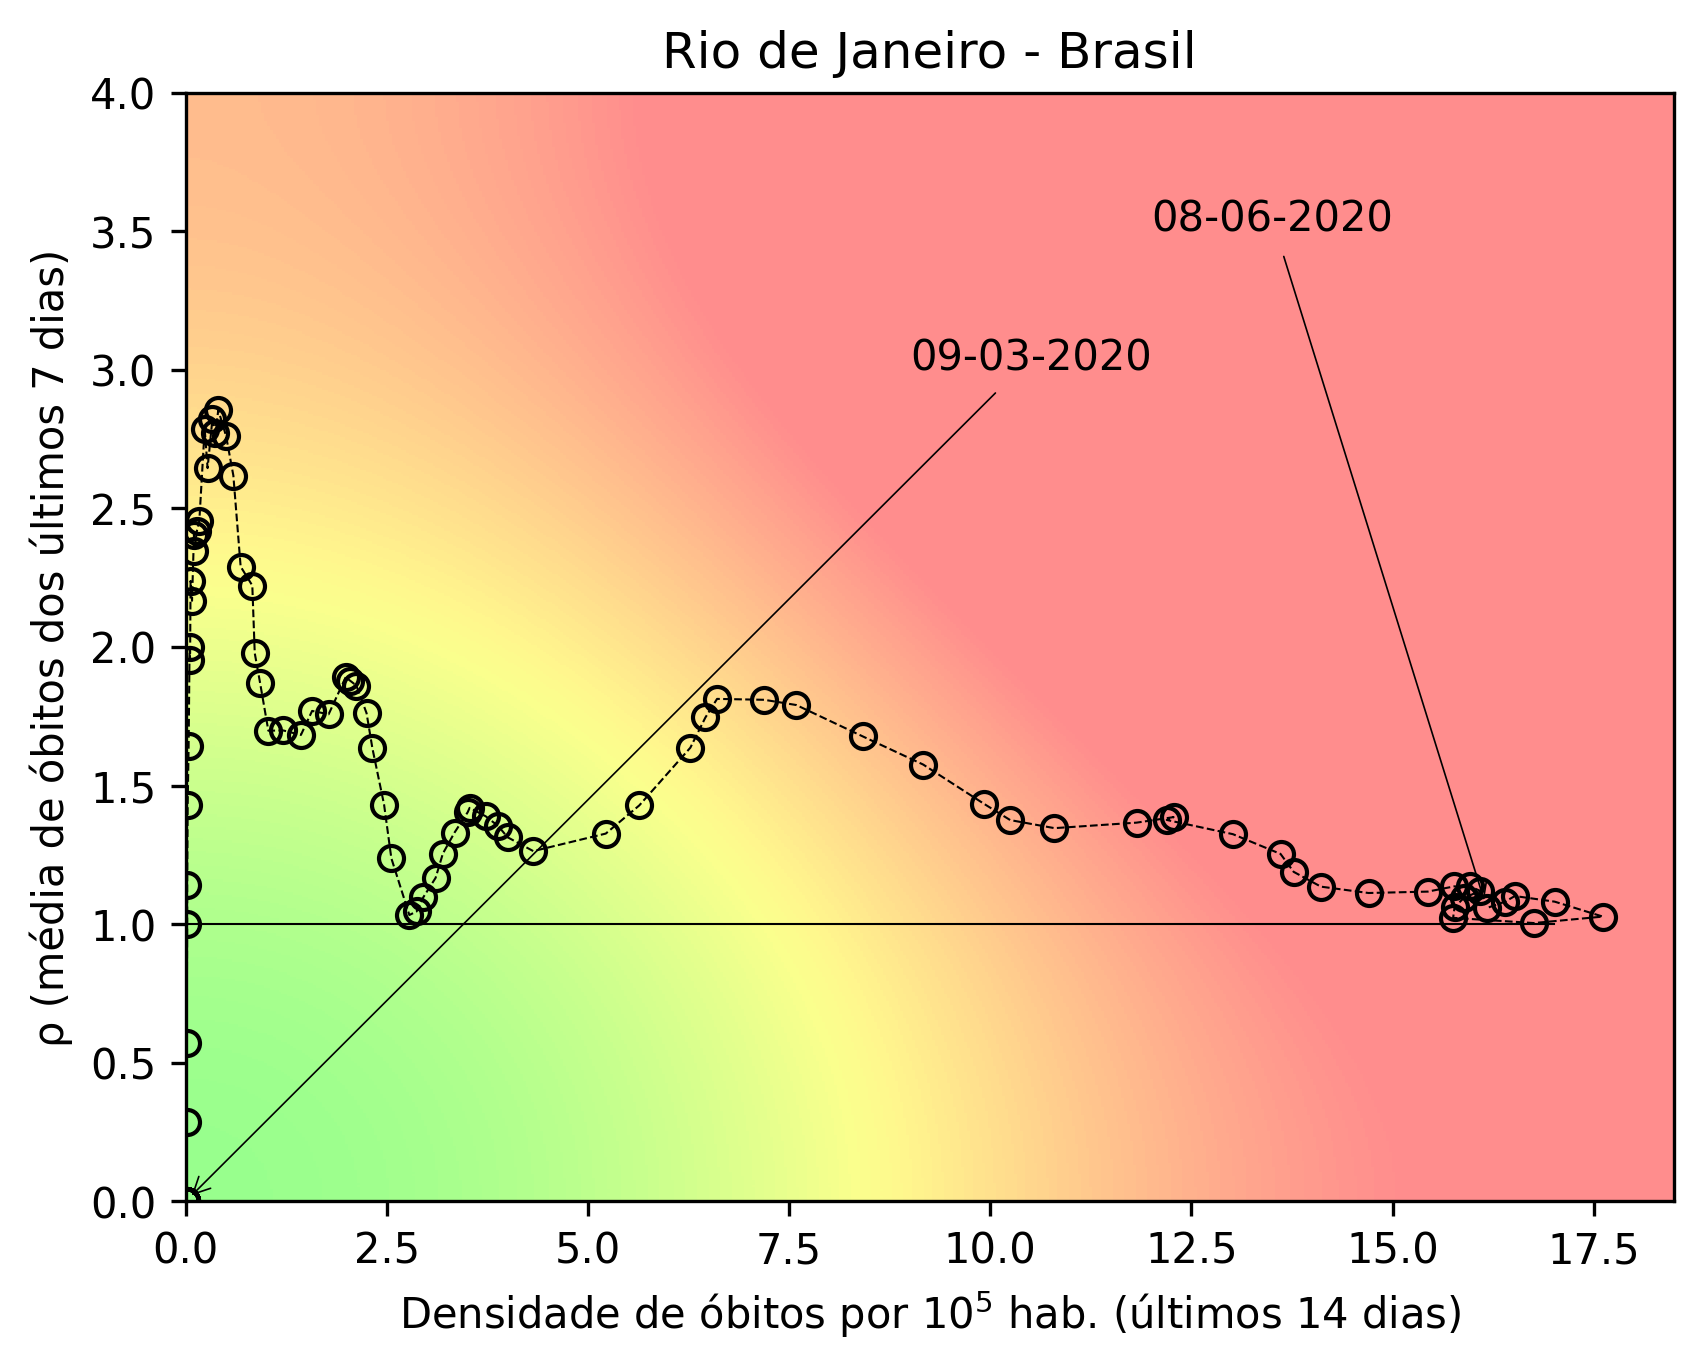 Rio de Janeiro - Brasil
4.0
3.5
3.0
2.5
2.0
1.5
1.0
0.5
0.0
ρ (média de óbitos dos últimos 7 dias)
08-06-2020
09-03-2020
0.0 2.5 5.0 7.5 10.0 12.5 15.0 17.5
Densidade de óbitos por 10⁵ hab. (últimos 14 dias)